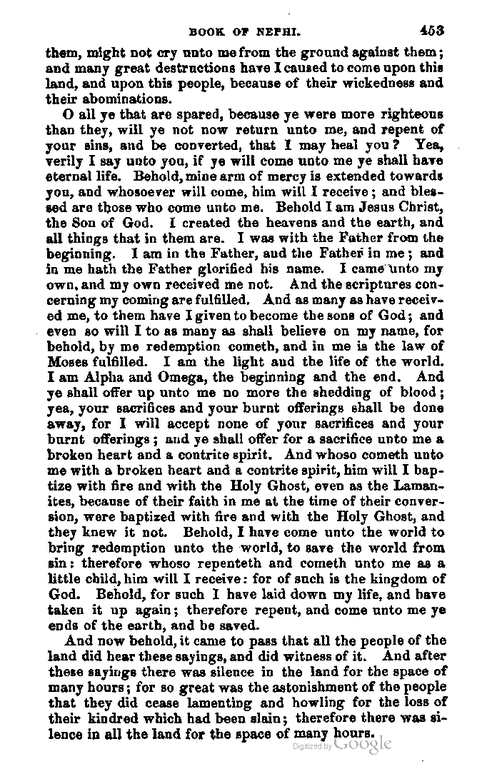 BOOK OF NEPHI. 453
them, might not cry unto me from the ground against them;
and many great destructions have I caused to come upon this
land, and upon this people, because of their wickedness and
their abominations.
O all ye that are spared, because ye were more righteous
than they, will ye not now return unto me, and repent of
your sins, and be converted, that I may heal you? Yea,
verily I say unto you, if ye will come unto me ye shall have
eternal life. Behold, mine arm of mercy is extended towards
you, and whosoever will come, him will I receive; and bles-
sed are those who come unto me. Behold I am Jesus Christ,
the Son of God. I created the heavens and the earth, and
all things that in them are. I was with the Father from the
beginning. I am in the Father, and the Father in me; and
in me hath the Father glorified his name. I came unto my
own, and my own received me not. And the scriptures con-
cerning my coming are fulfilled. And as many as have receiv-
ed me, to them have I given to become the sons of God; and
even so will I to as many as shall believe on my name, for
behold, by me redemption cometh, and in me is the law of
Moses fulfilled. I am the light and the life of the world.
I am Alpha and Omega, the beginning and the end. And
ye shall offer up unto me no more the shedding of blood;
yea, your sacrifices and your burnt offerings shall be done
away, for I will accept none of your sacrifices and your
burnt offerings; and ye shall offer for a sacrifice unto me a
broken heart and a contrite spirit. And whoso cometh unto
me with a broken heart and a contrite spirit, him will I bap-
tize with fire and with the Holy Ghost, even as the Laman-
ites, because of their faith in me at the time of their conver-
sion, were baptized with fire and with the Holy Ghost, and
they knew it not. Behold, I have come unto the world to
bring redemption unto the world, to save the world from
sin: therefore whoso repenteth and cometh unto me as a
little child, him will I receive: for of such is the kingdom of
God. Behold, for such I have laid down my life, and have
taken it up again; therefore repent, and come unto me ye
ends of the earth, and be saved.
And now behold, it came to pass that all the people of the
land did hear these sayings, and did witness of it. And after
these sayings there was silence in the land for the space of
many hours; for so great was the astonishment of the people
that they did cease lamenting and howling for the loss of
their kindred which had been slain; therefore there was si-
lence in all the land for the space of many hours.
Digitized by Google